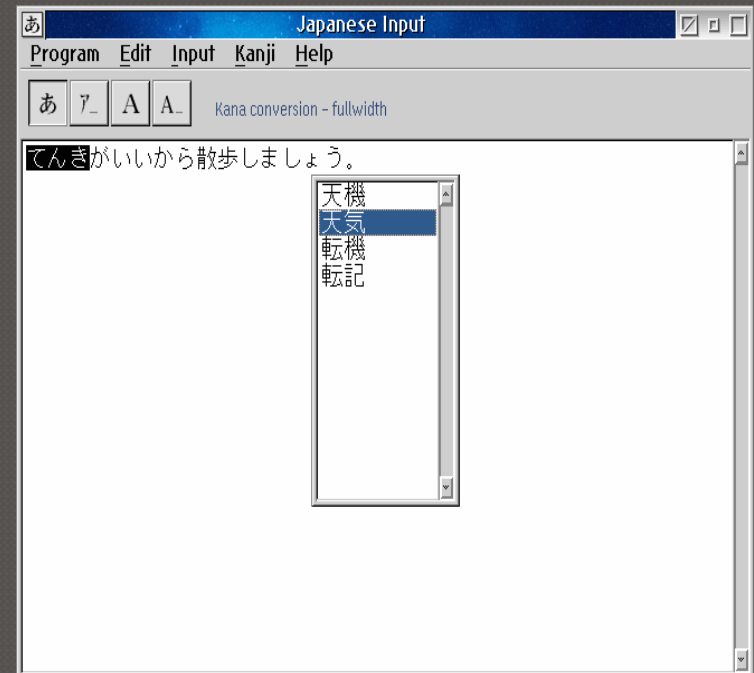 あ Japanese Input
Program Edit Input Kanji Help
あ ア_ A A_ Kana conversion - fullwidth
てんきがいいから散歩しましょう。
天機
天気
転機
転記